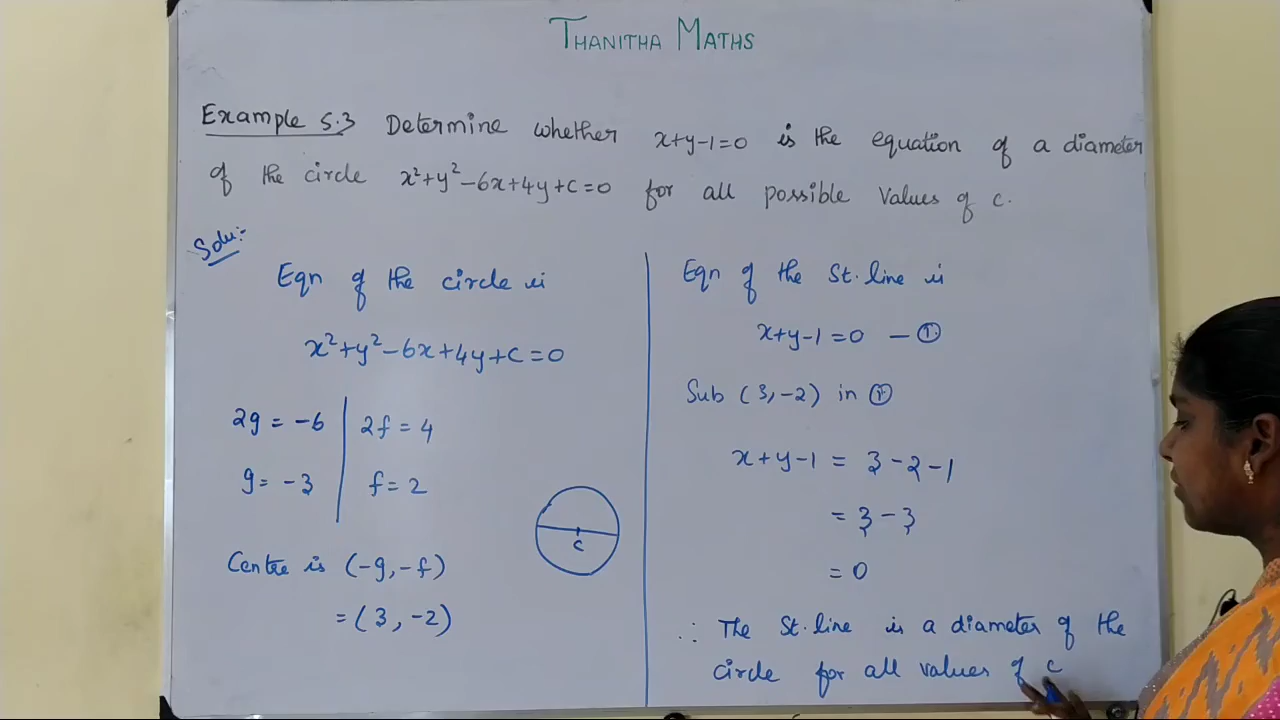 THANITHA MATHS
Example 5.3 Determine whether x+y-1=0 is the equation of a diameter
of the circle x²+y²-6x+4y+c=0 for all possible values of c.
Solu:-
Eqn of the circle is
x²+y²-6x+4y+c=0
2g = -6 | 2f = 4
g = -3 | f = 2
c
Centre is (-g,-f)
= (3, -2)
Eqn of the St. line is
x+y-1=0 — ①
Sub (3,-2) in ①
x+y-1 = 3-2-1
= 3-3
= 0
∴ The St. line is a diameter of the
circle for all values of c